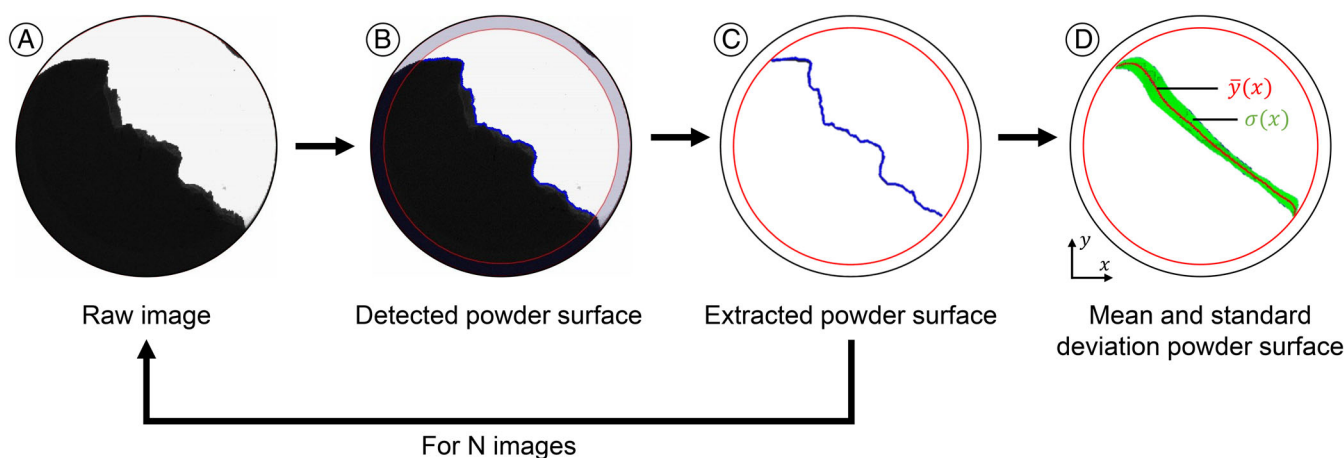 A
B
C
D
ȳ(x)
σ(x)
y
x
Raw image
Detected powder surface
Extracted powder surface
Mean and standard
deviation powder surface
For N images